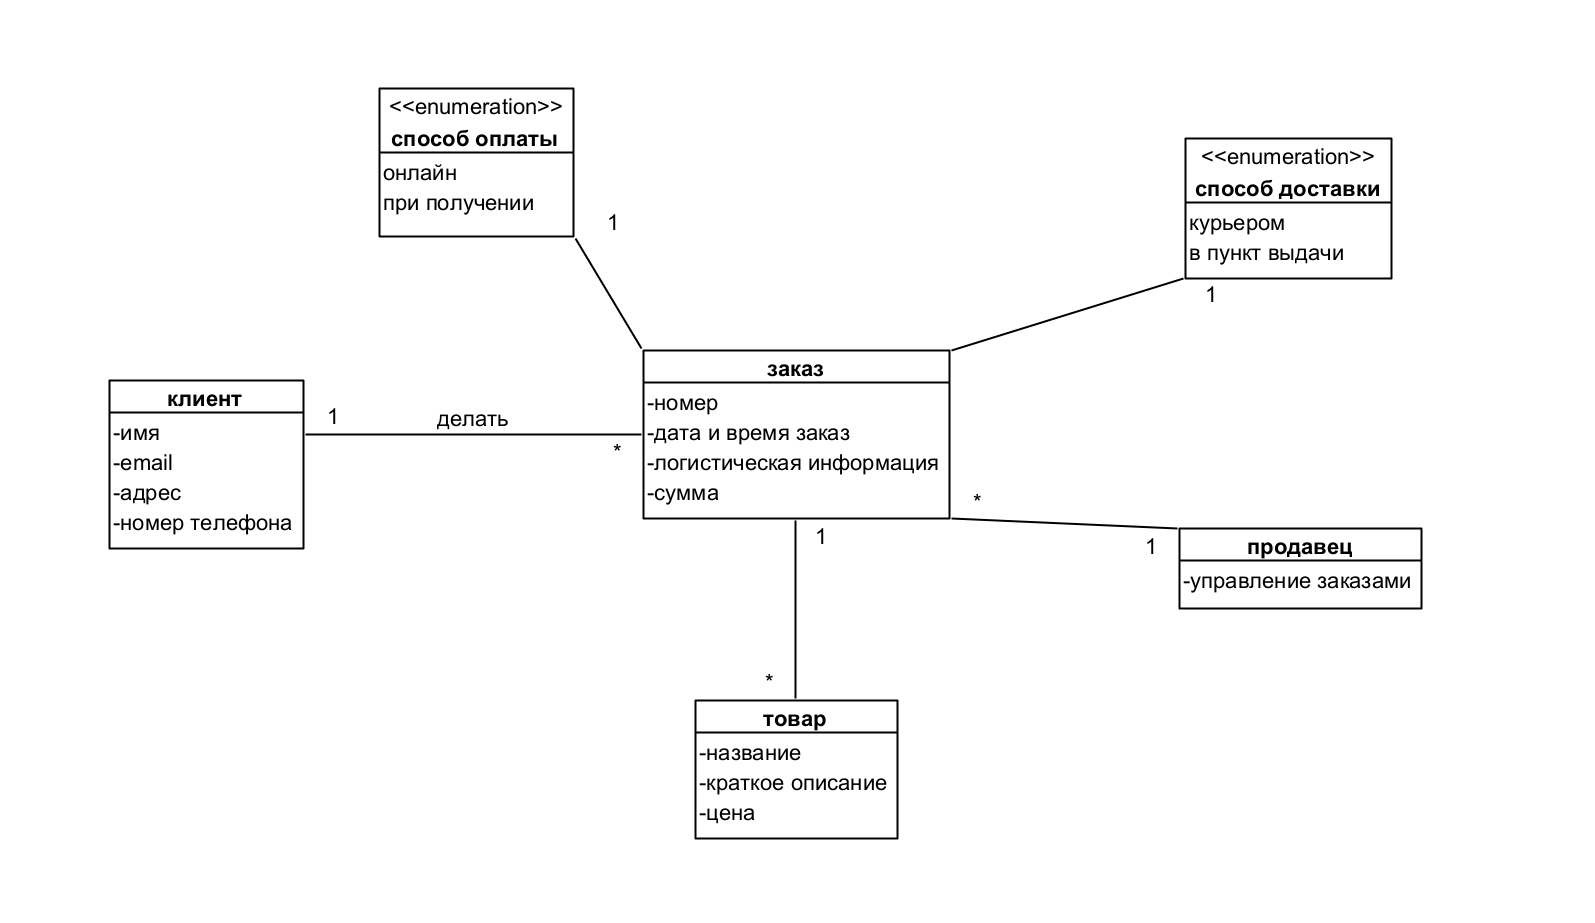 <<enumeration>>
способ оплаты
онлайн
при получении
1
<<enumeration>>
способ доставки
курьером
в пункт выдачи
1
клиент
-имя
-email
-адрес
-номер телефона
1
делать
*
заказ
-номер
-дата и время заказ
-логистическая информация
-сумма
*
1
1
продавец
-управление заказами
*
товар
-название
-краткое описание
-цена